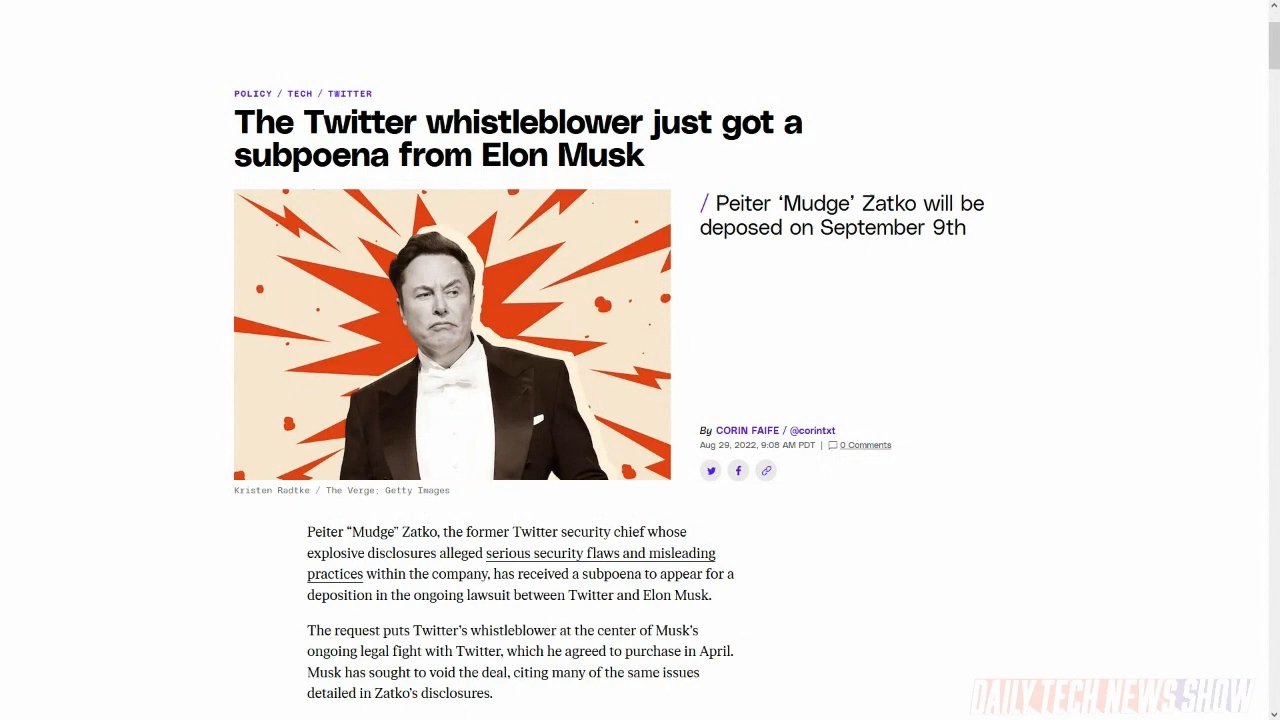 POLICY / TECH / TWITTER
The Twitter whistleblower just got a
subpoena from Elon Musk
/ Peiter ‘Mudge’ Zatko will be
deposed on September 9th
By CORIN FAIFE / @corintxt
Aug 29, 2022, 9:08 AM PDT | 0 Comments
Kristen Radtke / The Verge; Getty Images
Peiter “Mudge” Zatko, the former Twitter security chief whose
explosive disclosures alleged serious security flaws and misleading
practices within the company, has received a subpoena to appear for a
deposition in the ongoing lawsuit between Twitter and Elon Musk.
The request puts Twitter’s whistleblower at the center of Musk’s
ongoing legal fight with Twitter, which he agreed to purchase in April.
Musk has sought to void the deal, citing many of the same issues
detailed in Zatko’s disclosures.
DAILY TECH NEWS SHOW